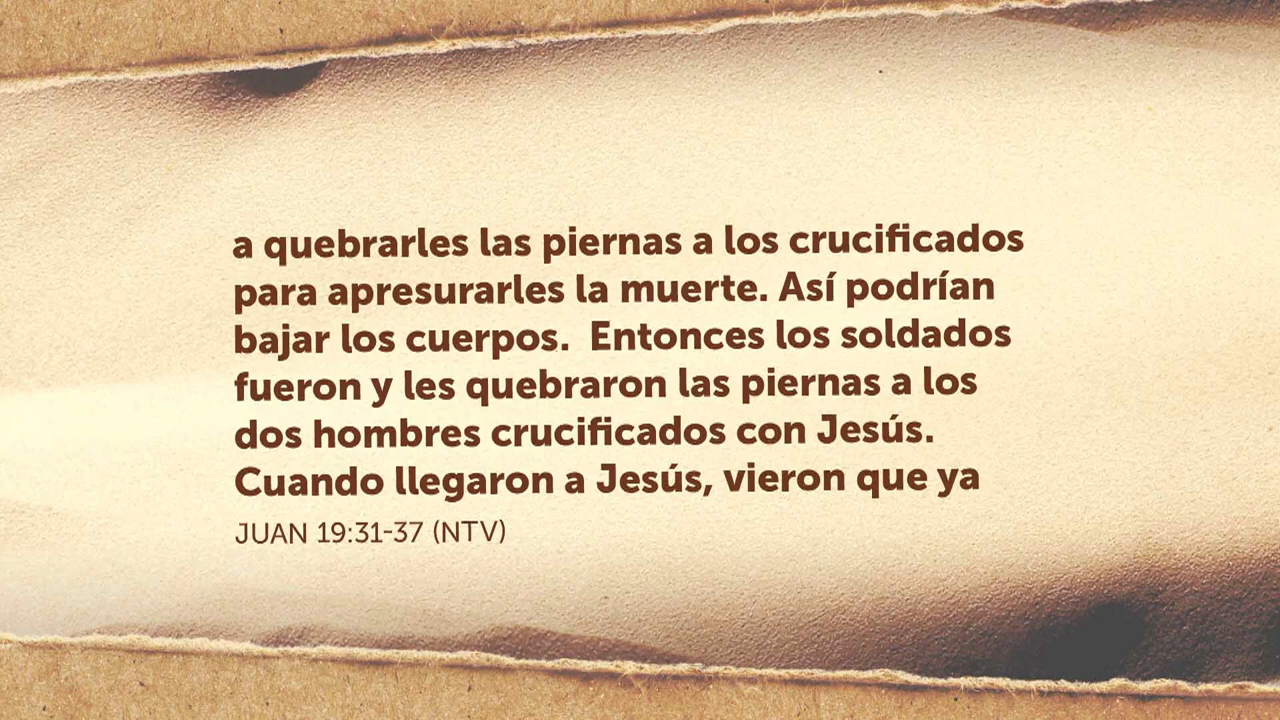 a quebrarles las piernas a los crucificados
para apresurarles la muerte. Así podrían
bajar los cuerpos.  Entonces los soldados
fueron y les quebraron las piernas a los
dos hombres crucificados con Jesús.
Cuando llegaron a Jesús, vieron que ya
JUAN 19:31-37 (NTV)